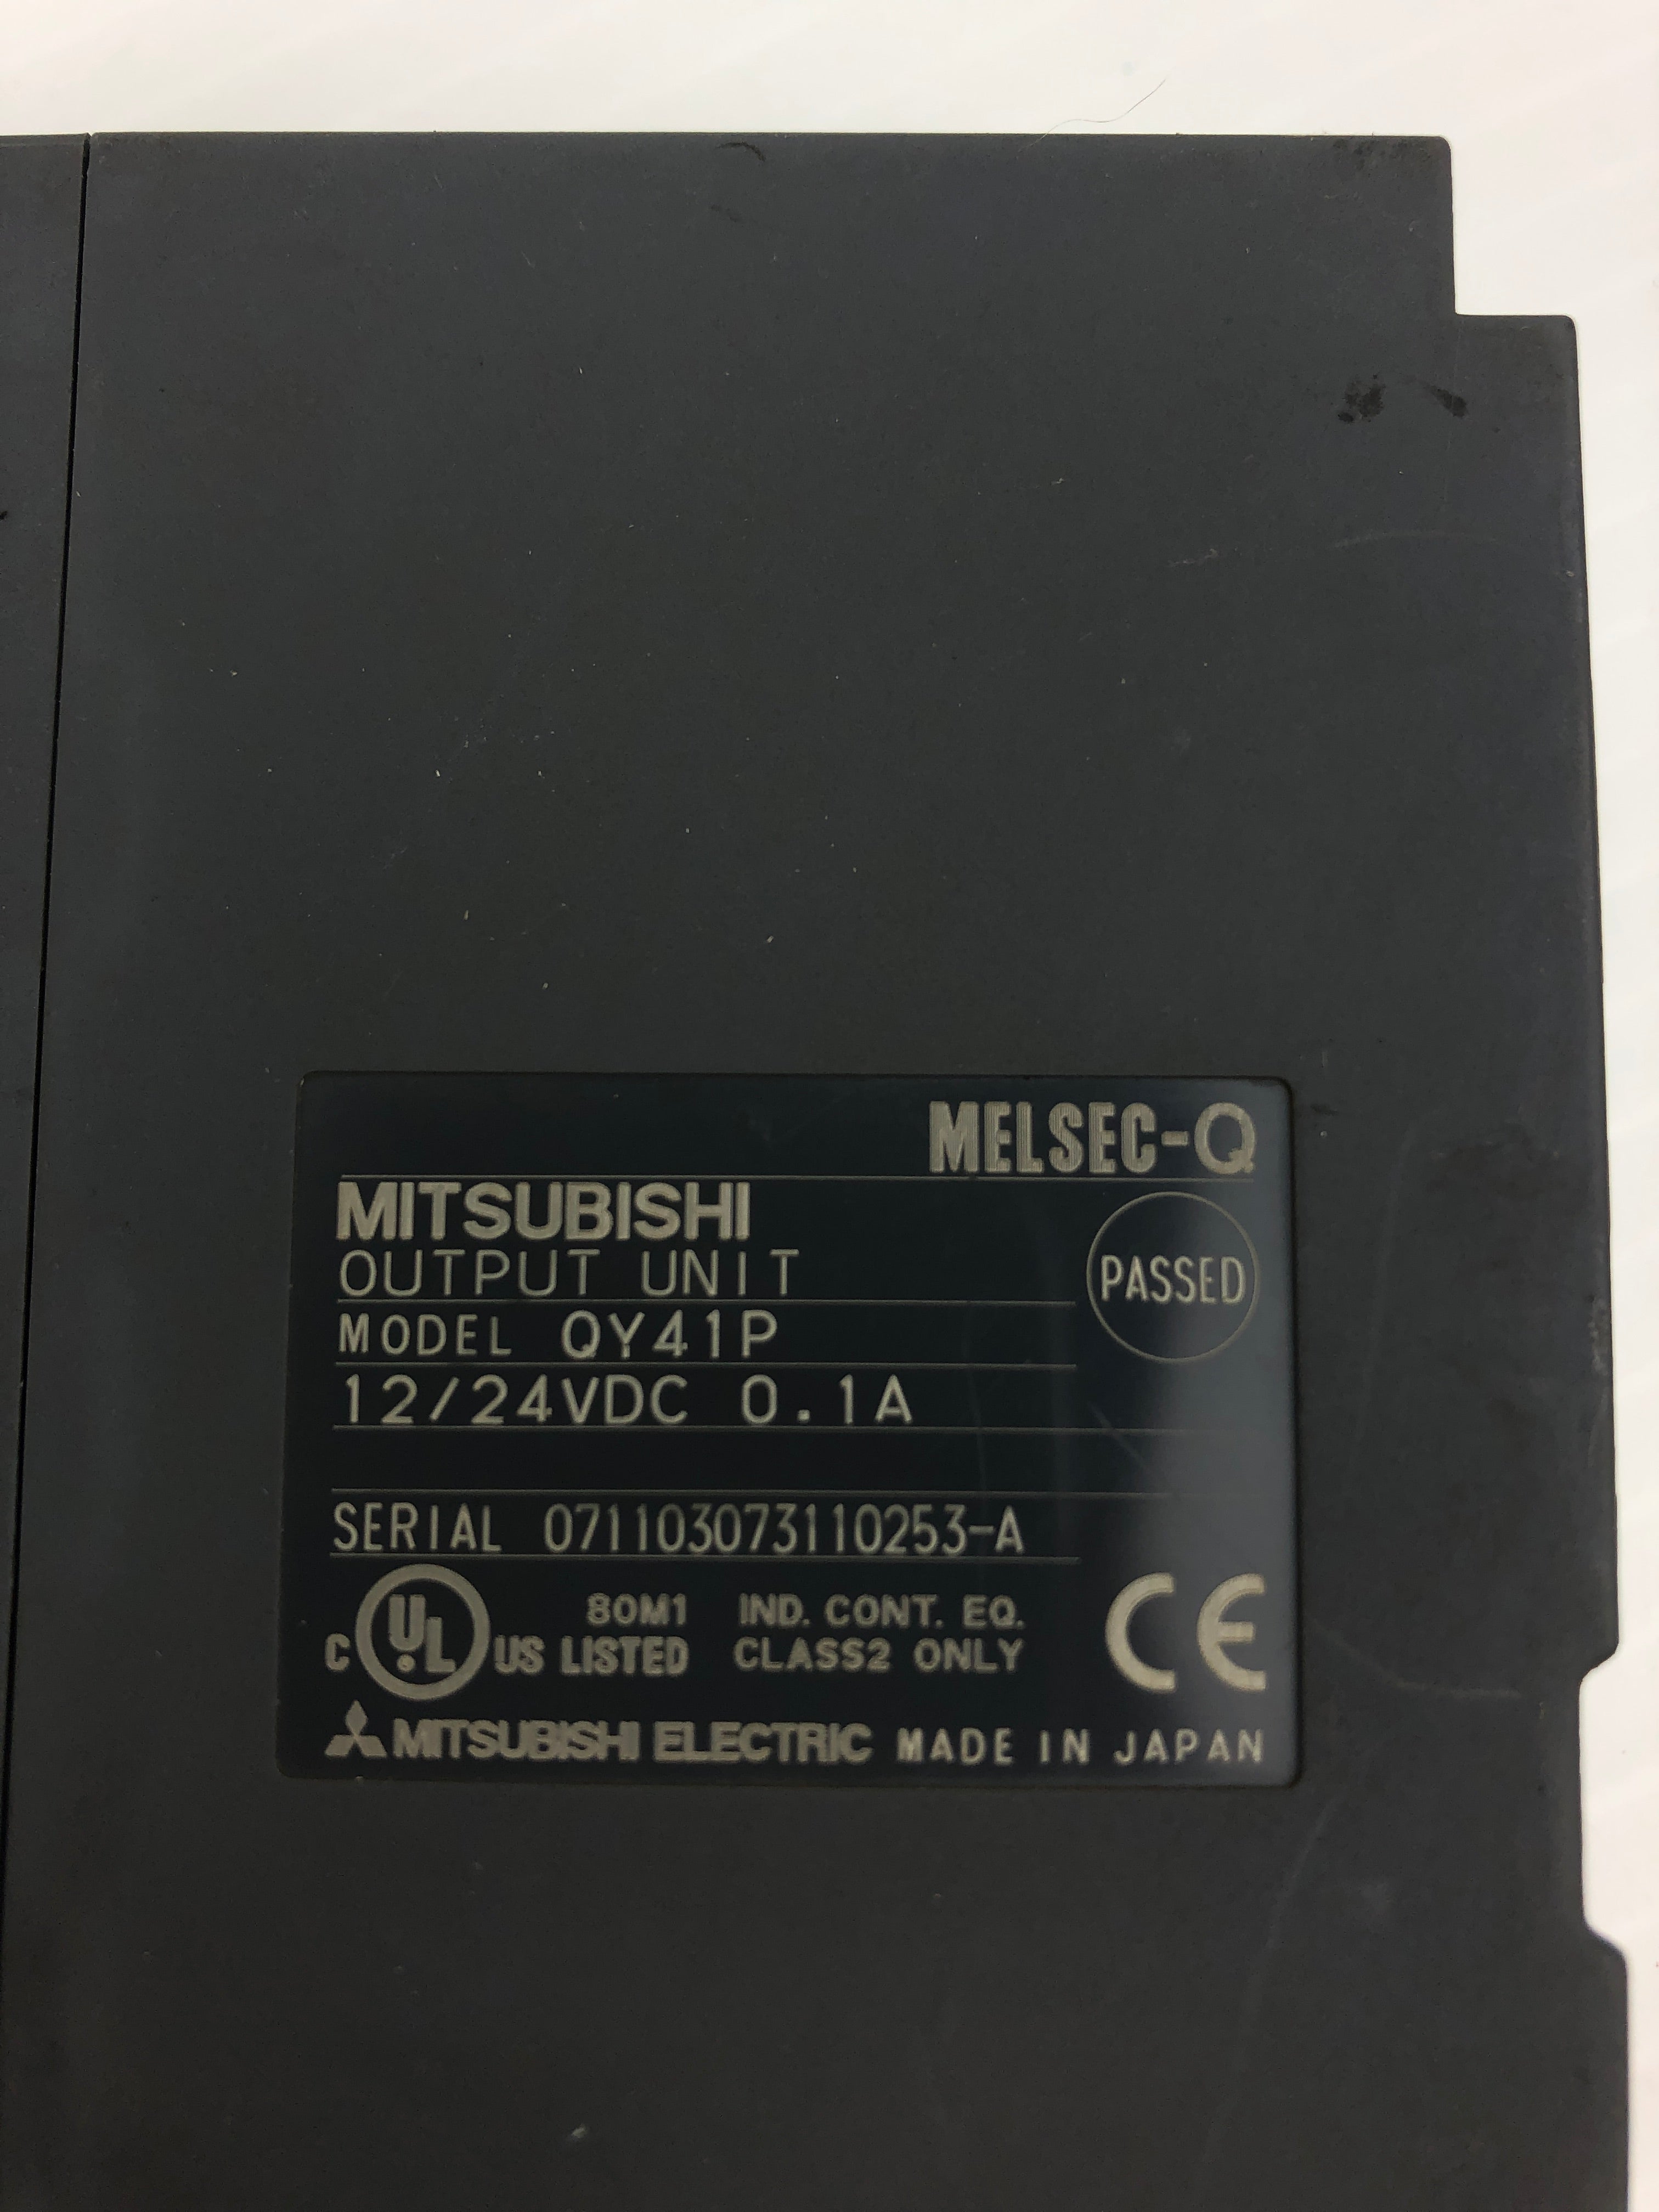 MELSEC-Q
MITSUBISHI
OUTPUT UNIT
PASSED
MODEL QY41P
12/24VDC 0.1A
SERIAL 071103073110253-A
C UL US LISTED 80M1 IND. CONT. EQ.
CLASS2 ONLY
CE
MITSUBISHI ELECTRIC MADE IN JAPAN